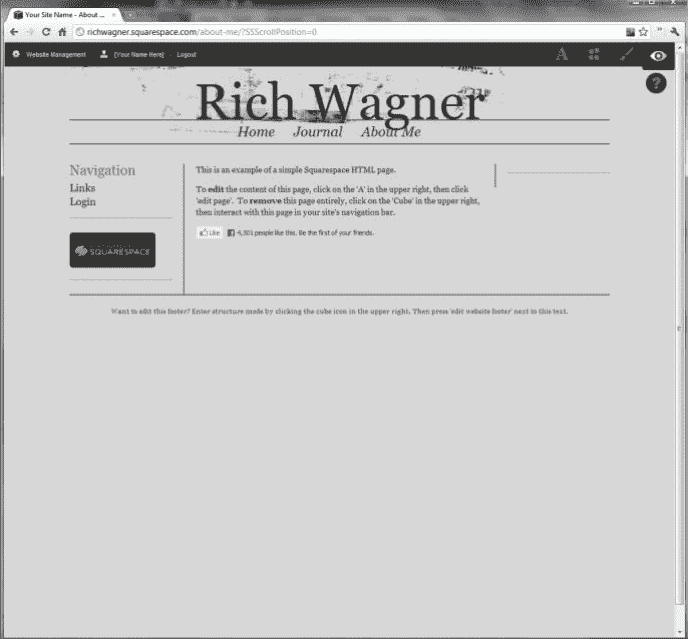 Your Site Name - About ...
richwagner.squarespace.com/about-me/?SSScrollPosition=0
Website Management [Your Name Here] - Logout
A
?
Rich Wagner
Home Journal About Me
Navigation
Links
Login
SQUARESPACE
This is an example of a simple Squarespace HTML page.
To edit the content of this page, click on the 'A' in the upper right, then click
'edit page'. To remove this page entirely, click on the 'Cube' in the upper right,
then interact with this page in your site's navigation bar.
Like 4,301 people like this. Be the first of your friends.
Want to edit this footer? Enter structure mode by clicking the cube icon in the upper right. Then press 'edit website footer' next to this text.